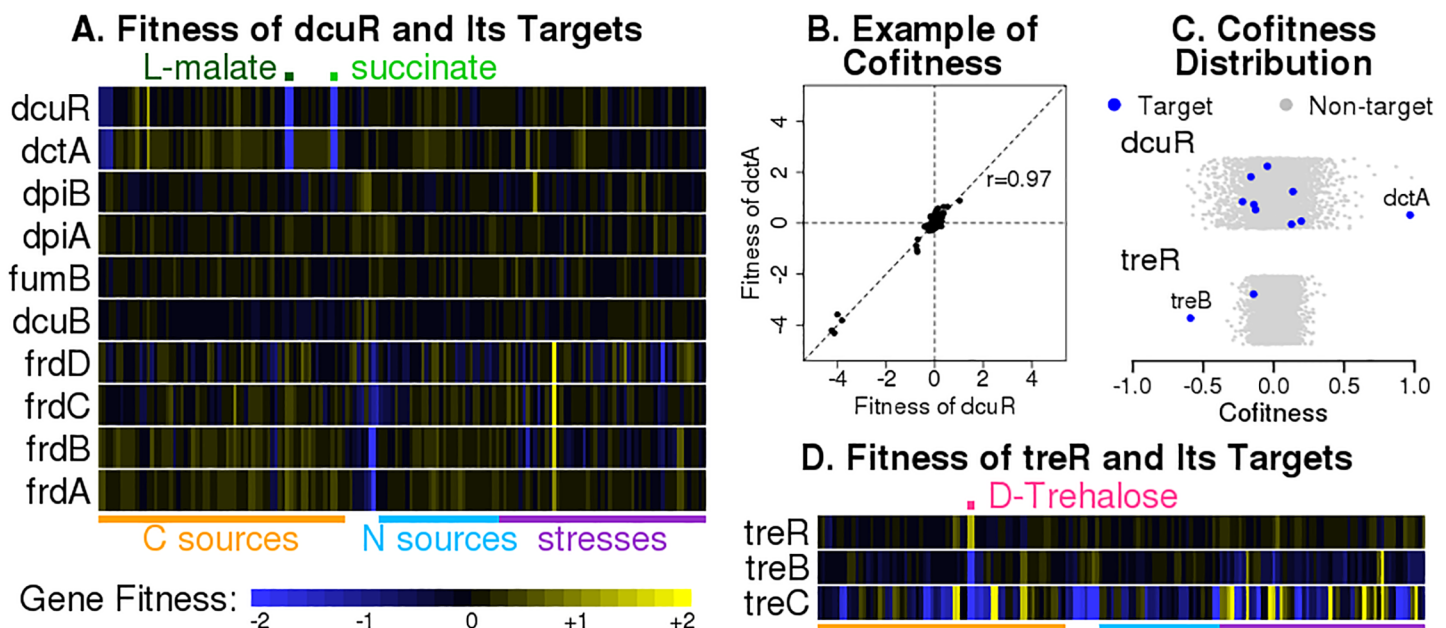 A. Fitness of dcuR and Its Targets
L-malate succinate
dcuR
dctA
dpiB
dpiA
fumB
dcuB
frdD
frdC
frdB
frdA
C sources N sources stresses
Gene Fitness:
-2 -1 0 +1 +2
B. Example of
Cofitness
Fitness of dctA
4
2
0
-2
-4
r=0.97
-4 -2 0 2 4
Fitness of dcuR
C. Cofitness
Distribution
Target Non-target
dcuR
dctA
treR
treB
-1.0 -0.5 0.0 0.5 1.0
Cofitness
D. Fitness of treR and Its Targets
D-Trehalose
treR
treB
treC